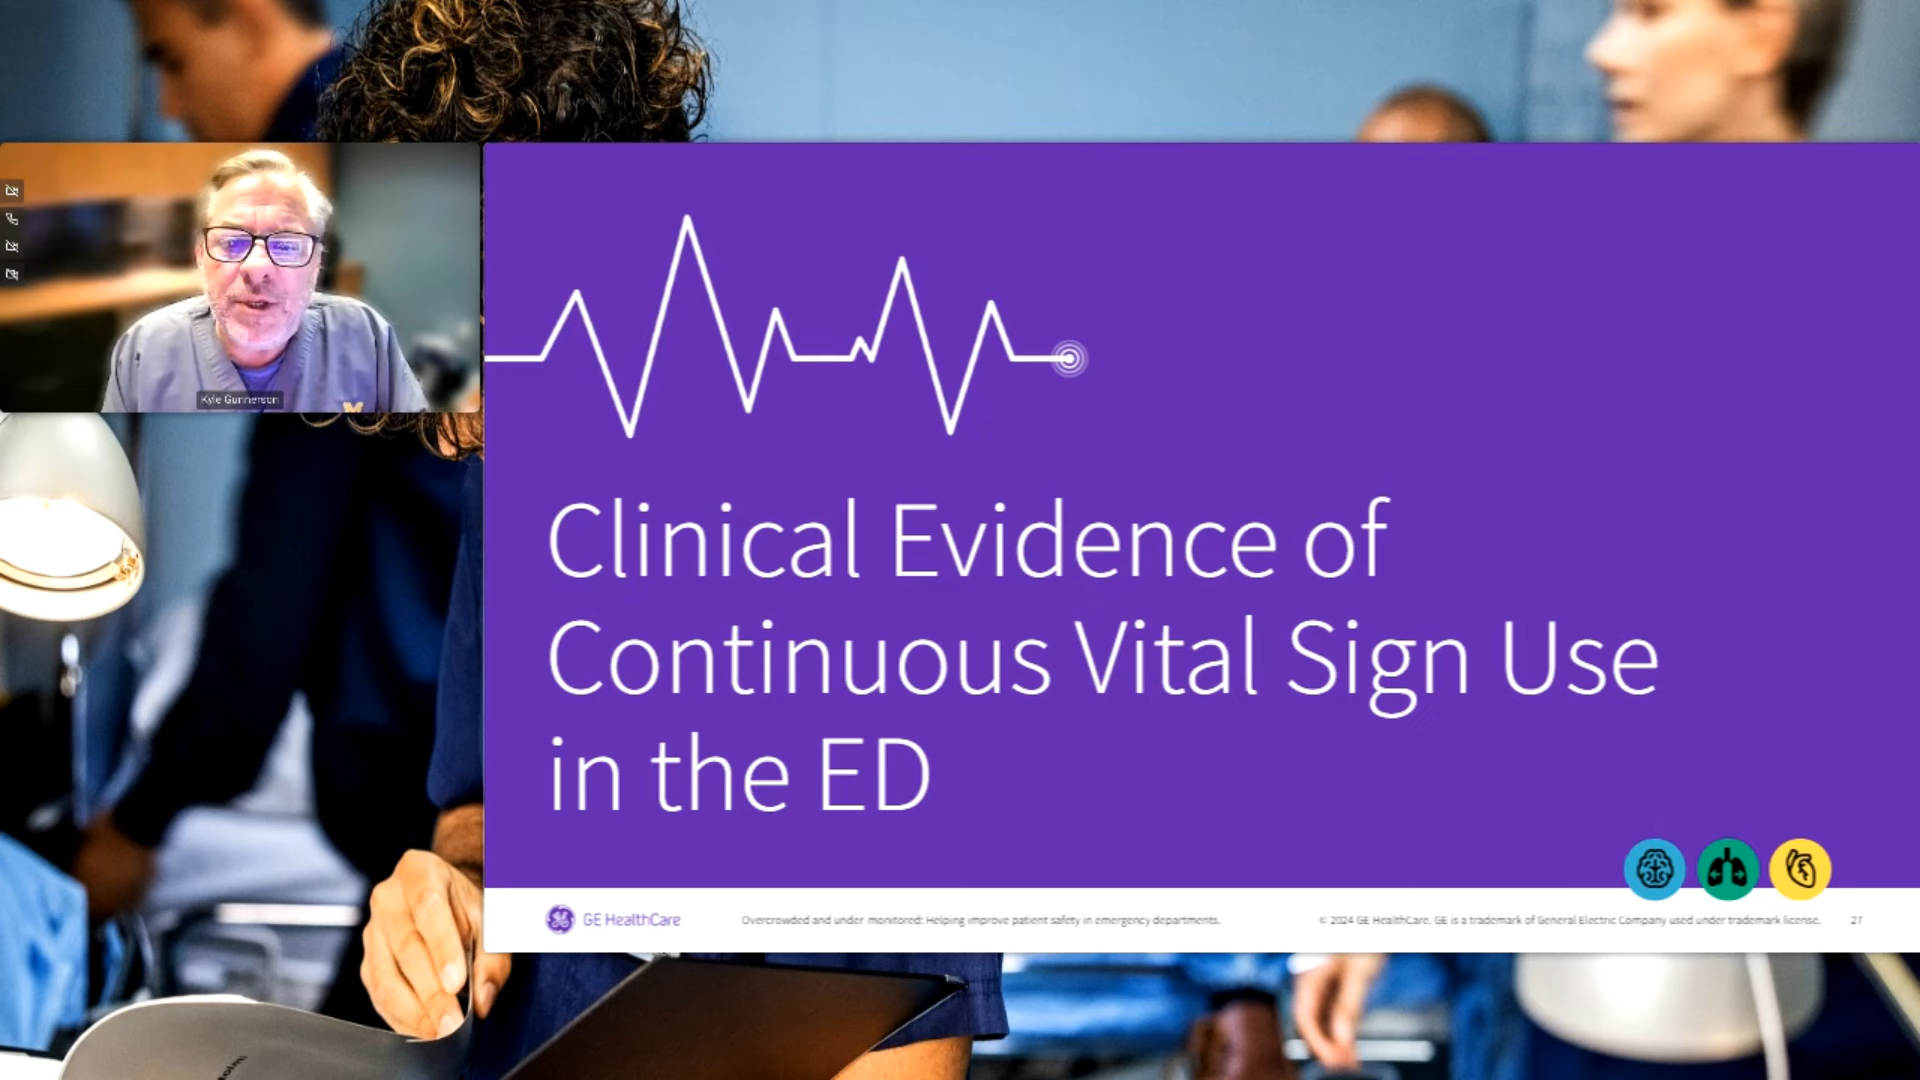 Kyle Gunnerson
Clinical Evidence of
Continuous Vital Sign Use
in the ED
GE HealthCare
Overcrowded and under monitored: Helping improve patient safety in emergency departments.
© 2024 GE HealthCare. GE is a trademark of General Electric Company used under trademark license.
27